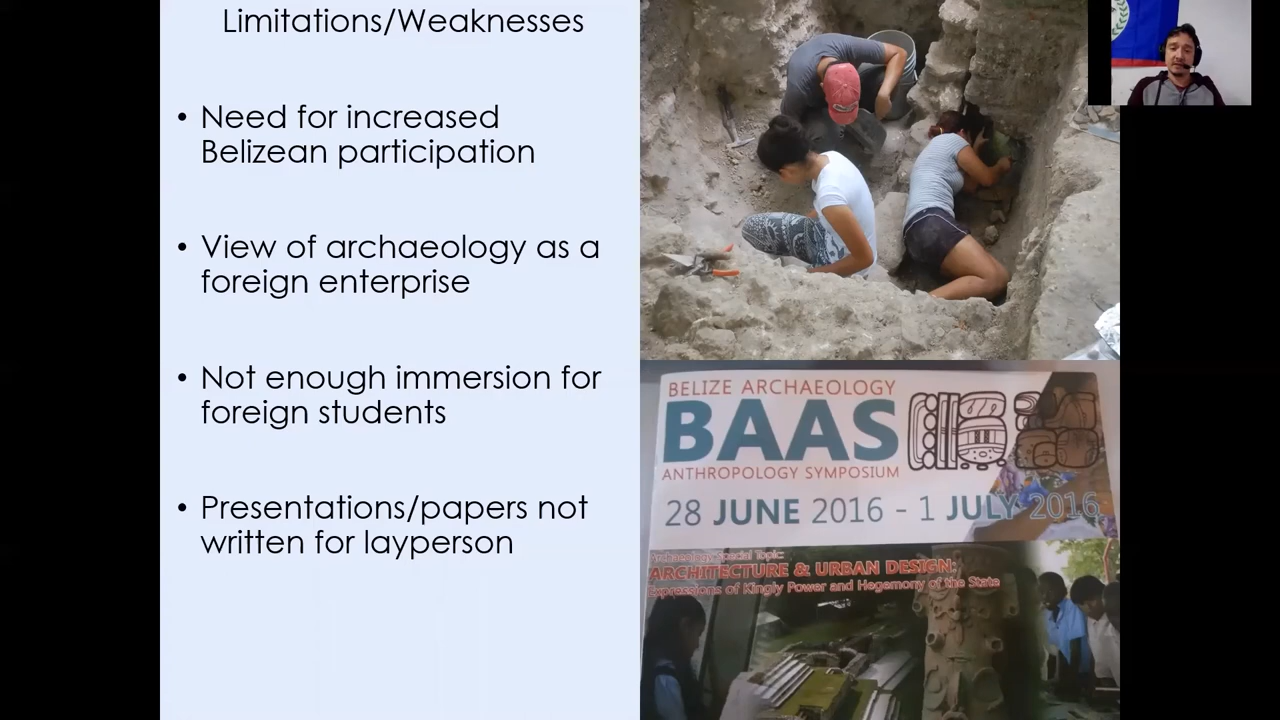 Limitations/Weaknesses
• Need for increased
Belizean participation
• View of archaeology as a
foreign enterprise
• Not enough immersion for
foreign students
• Presentations/papers not
written for layperson
BELIZE ARCHAEOLOGY
BAAS
ANTHROPOLOGY SYMPOSIUM
28 JUNE 2016 - 1 JULY 2016
Archaeology Special Topic:
ARCHITECTURE & URBAN DESIGN:
Expressions of Kingly Power and Hegemony of the State